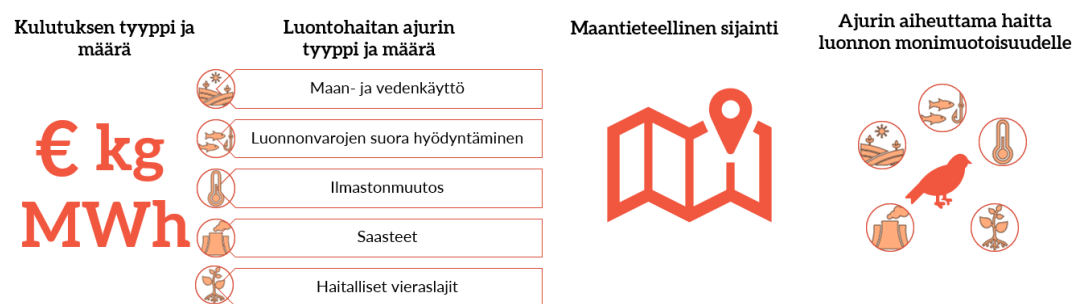 Kulutuksen tyyppi ja
määrä
€ kg
MWh
Luontohaitan ajurin
tyyppi ja määrä
Maan- ja vedenkäyttö
Luonnonvarojen suora hyödyntäminen
Ilmastonmuutos
Saasteet
Haitalliset vieraslajit
Maantieteellinen sijainti
Ajurin aiheuttama haitta
luonnon monimuotoisuudelle